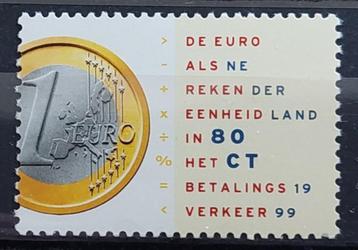 1 EURO
> DE EURO
- ALS NE
+ REKEN DER
× EENHEID LAND
÷ IN 80
% HET CT
= BETALINGS 19
< VERKEER 99